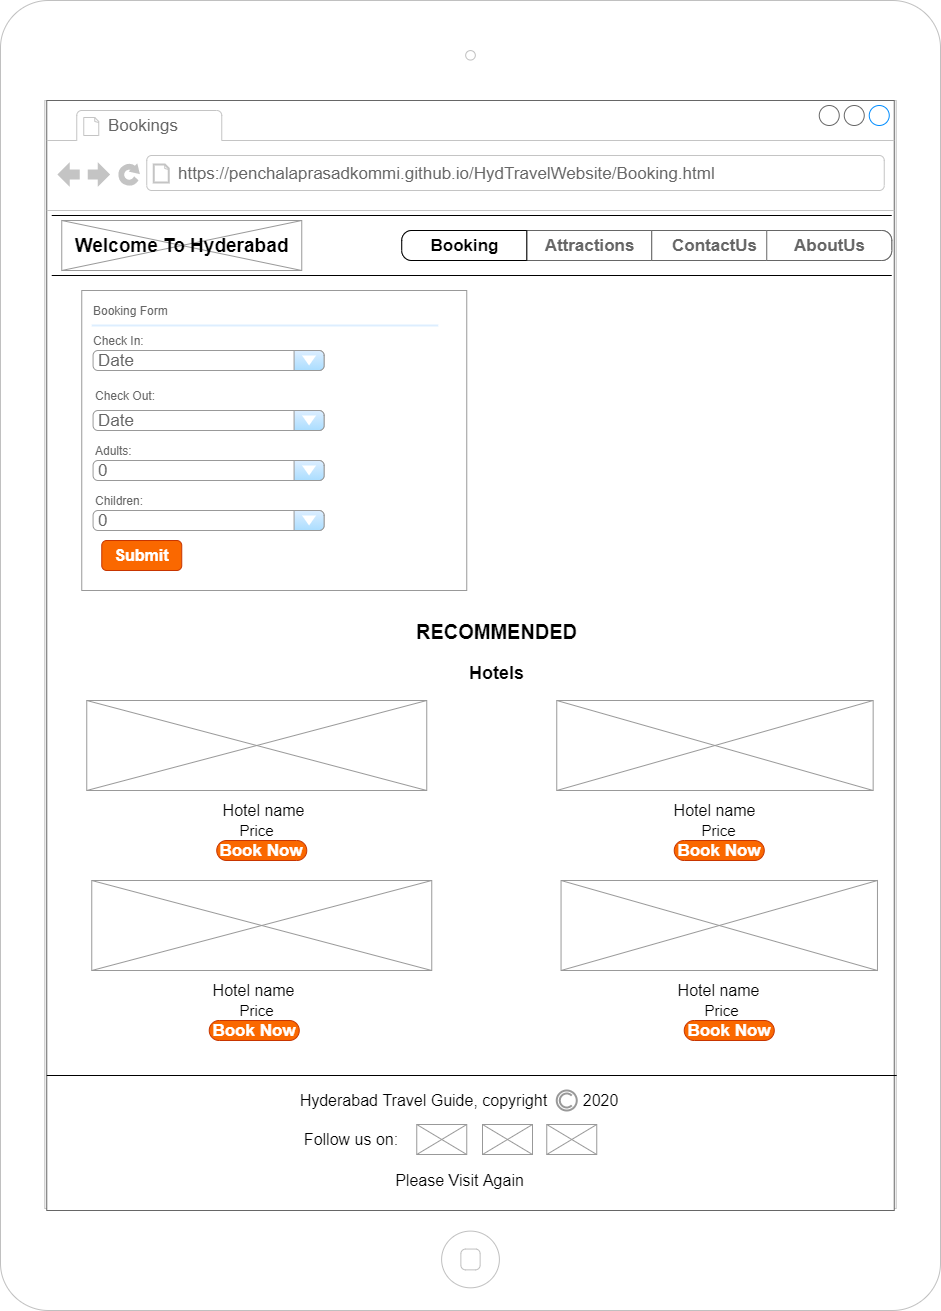 Bookings
https://penchalaprasadkommi.github.io/HydTravelWebsite/Booking.html
Welcome To Hyderabad
Booking Attractions ContactUs AboutUs
Booking Form
Check In:
Date
Check Out:
Date
Adults:
0
Children:
0
Submit
RECOMMENDED
Hotels
Hotel name
Price
Book Now
Hotel name
Price
Book Now
Hotel name
Price
Book Now
Hotel name
Price
Book Now
Hyderabad Travel Guide, copyright © 2020
Follow us on:
Please Visit Again